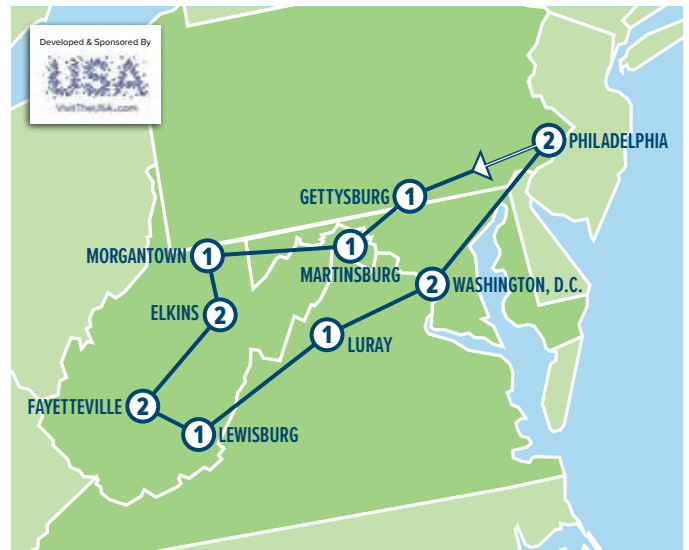 Developed & Sponsored By
USA
VisitTheUSA.com
2 PHILADELPHIA
GETTYSBURG 1
MORGANTOWN 1
1
MARTINSBURG
2 WASHINGTON, D.C.
ELKINS 2
1
LURAY
FAYETTEVILLE 2
1 LEWISBURG